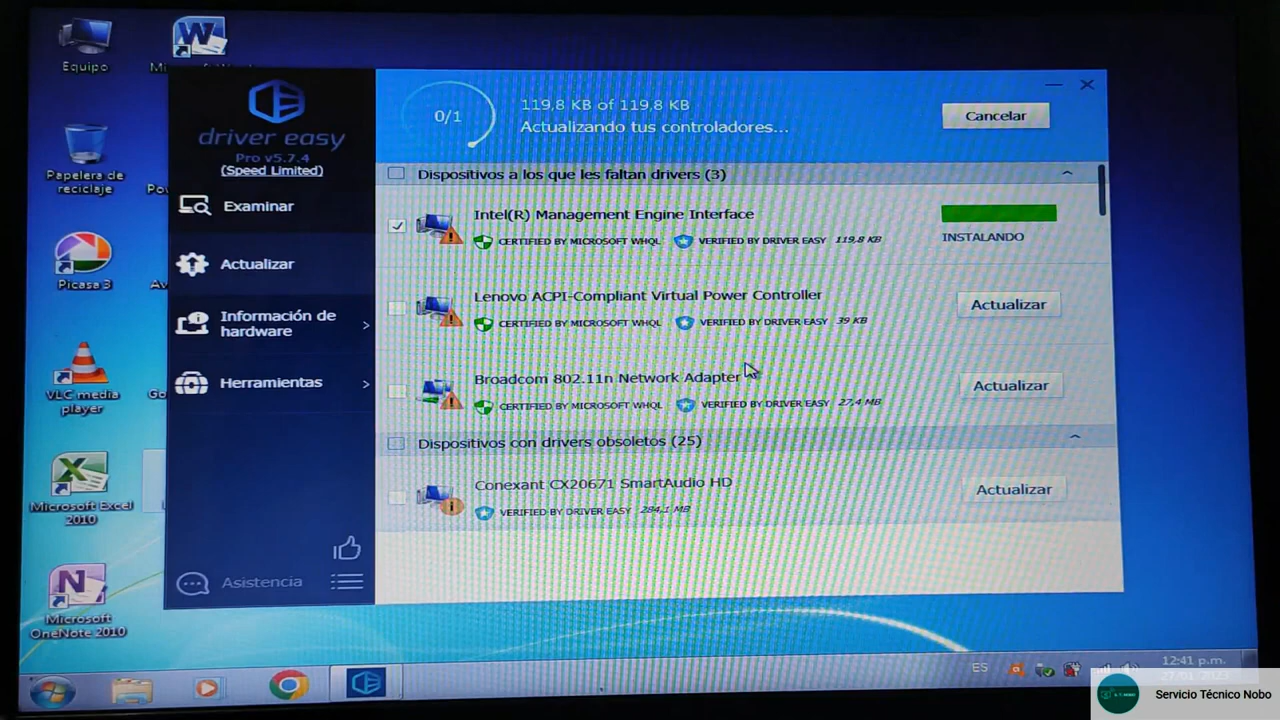 Equipo
Papelera de
reciclaje
Picasa 3
VLC media
player
Microsoft Excel
2010
Microsoft
OneNote 2010
driver easy
Pro v5.7.4
(Speed Limited)
Examinar
Actualizar
Información de
hardware
Herramientas
Asistencia
0/1
119,8 KB of 119,8 KB
Actualizando tus controladores...
Cancelar
Dispositivos a los que les faltan drivers (3)
Intel(R) Management Engine Interface
CERTIFIED BY MICROSOFT WHQL VERIFIED BY DRIVER EASY 119,8 KB
INSTALANDO
Lenovo ACPI-Compliant Virtual Power Controller
CERTIFIED BY MICROSOFT WHQL VERIFIED BY DRIVER EASY 39 KB
Actualizar
Broadcom 802.11n Network Adapter
CERTIFIED BY MICROSOFT WHQL VERIFIED BY DRIVER EASY 27,4 MB
Actualizar
Dispositivos con drivers obsoletos (25)
Conexant CX20671 SmartAudio HD
VERIFIED BY DRIVER EASY 284,1 MB
Actualizar
ES
12:41 p.m.
27/01/2023
Servicio Técnico Nobo